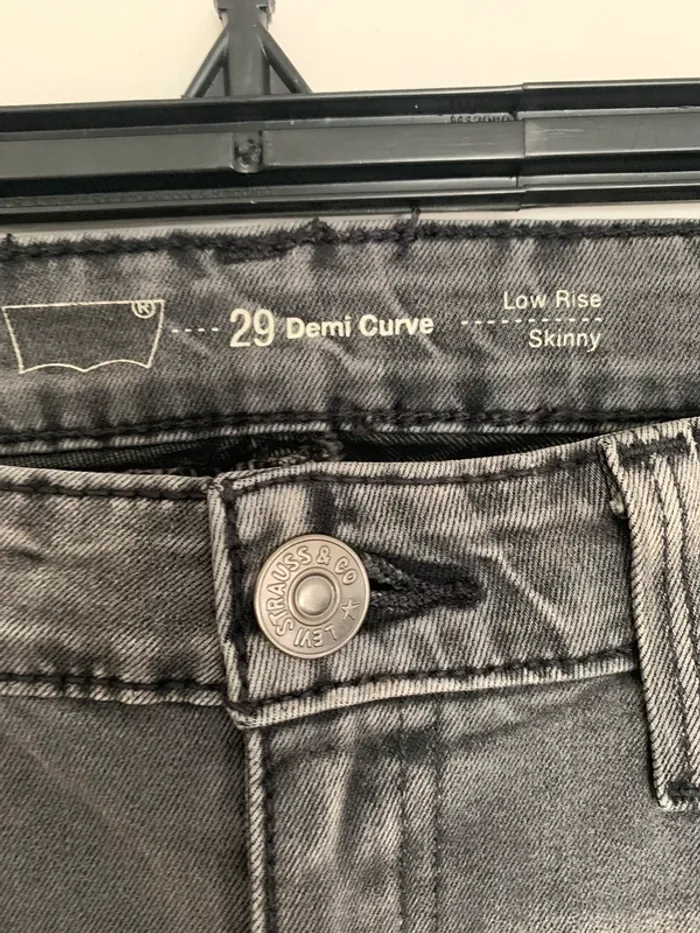 ®
29 Demi Curve
Low Rise
Skinny
LEVI STRAUSS & CO